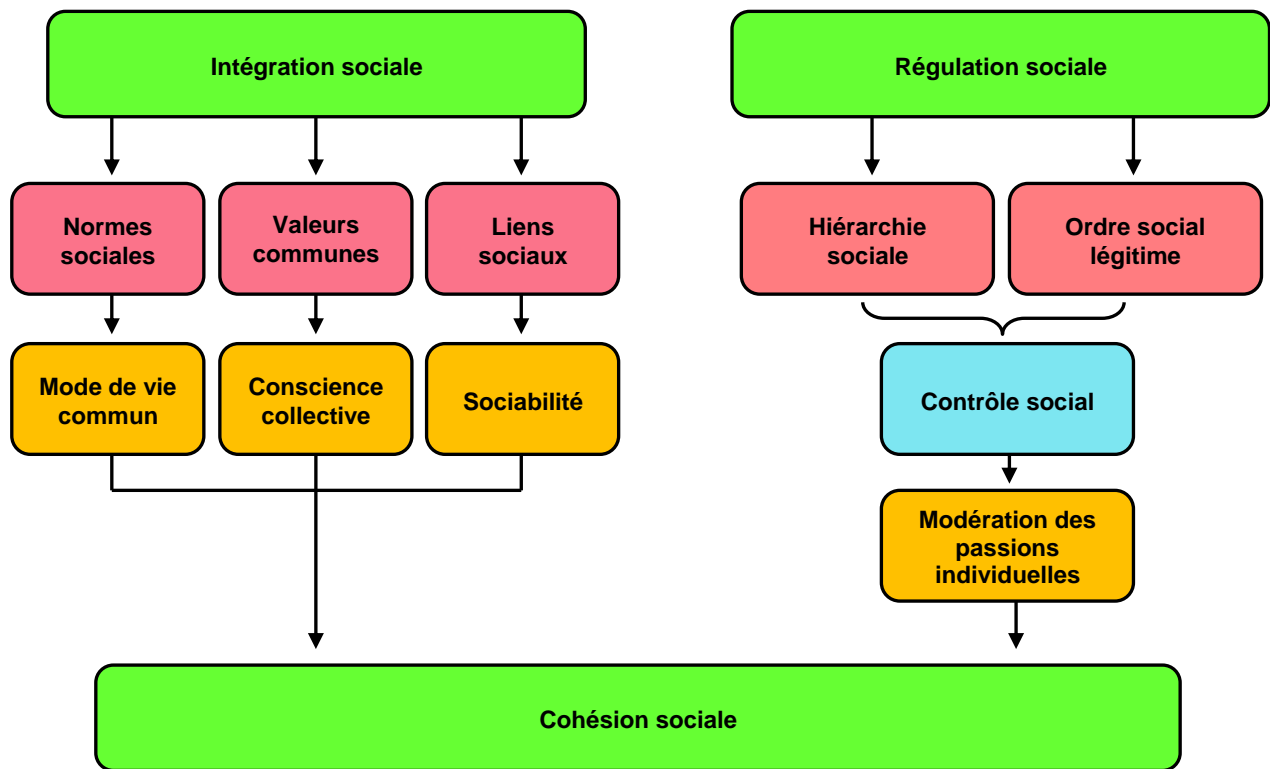 Intégration sociale
Régulation sociale
Normes
sociales
Valeurs
communes
Liens
sociaux
Hiérarchie
sociale
Ordre social
légitime
Mode de vie
commun
Conscience
collective
Sociabilité
Contrôle social
Modération des
passions
individuelles
Cohésion sociale